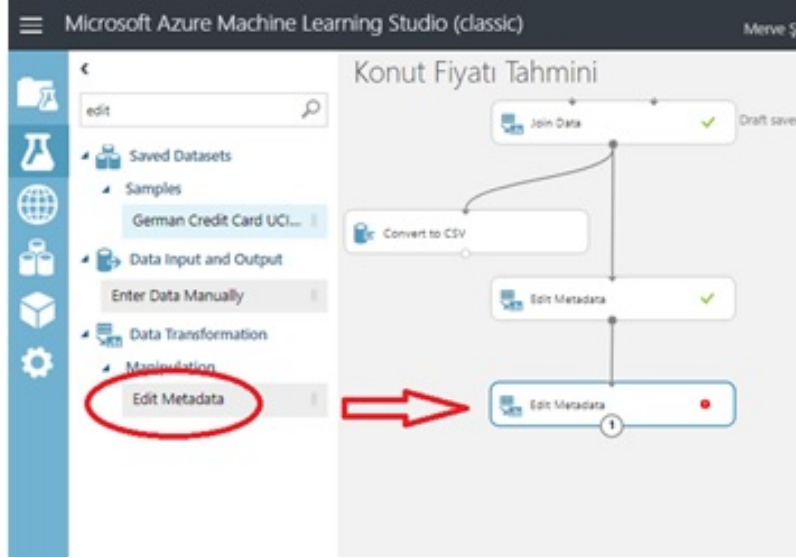 Microsoft Azure Machine Learning Studio (classic)
Merve Ş
edit
Saved Datasets
Samples
German Credit Card UCI...
Data Input and Output
Enter Data Manually
Data Transformation
Manipulation
Edit Metadata
Konut Fiyatı Tahmini
Join Data
Draft save
Convert to CSV
Edit Metadata
Edit Metadata
1